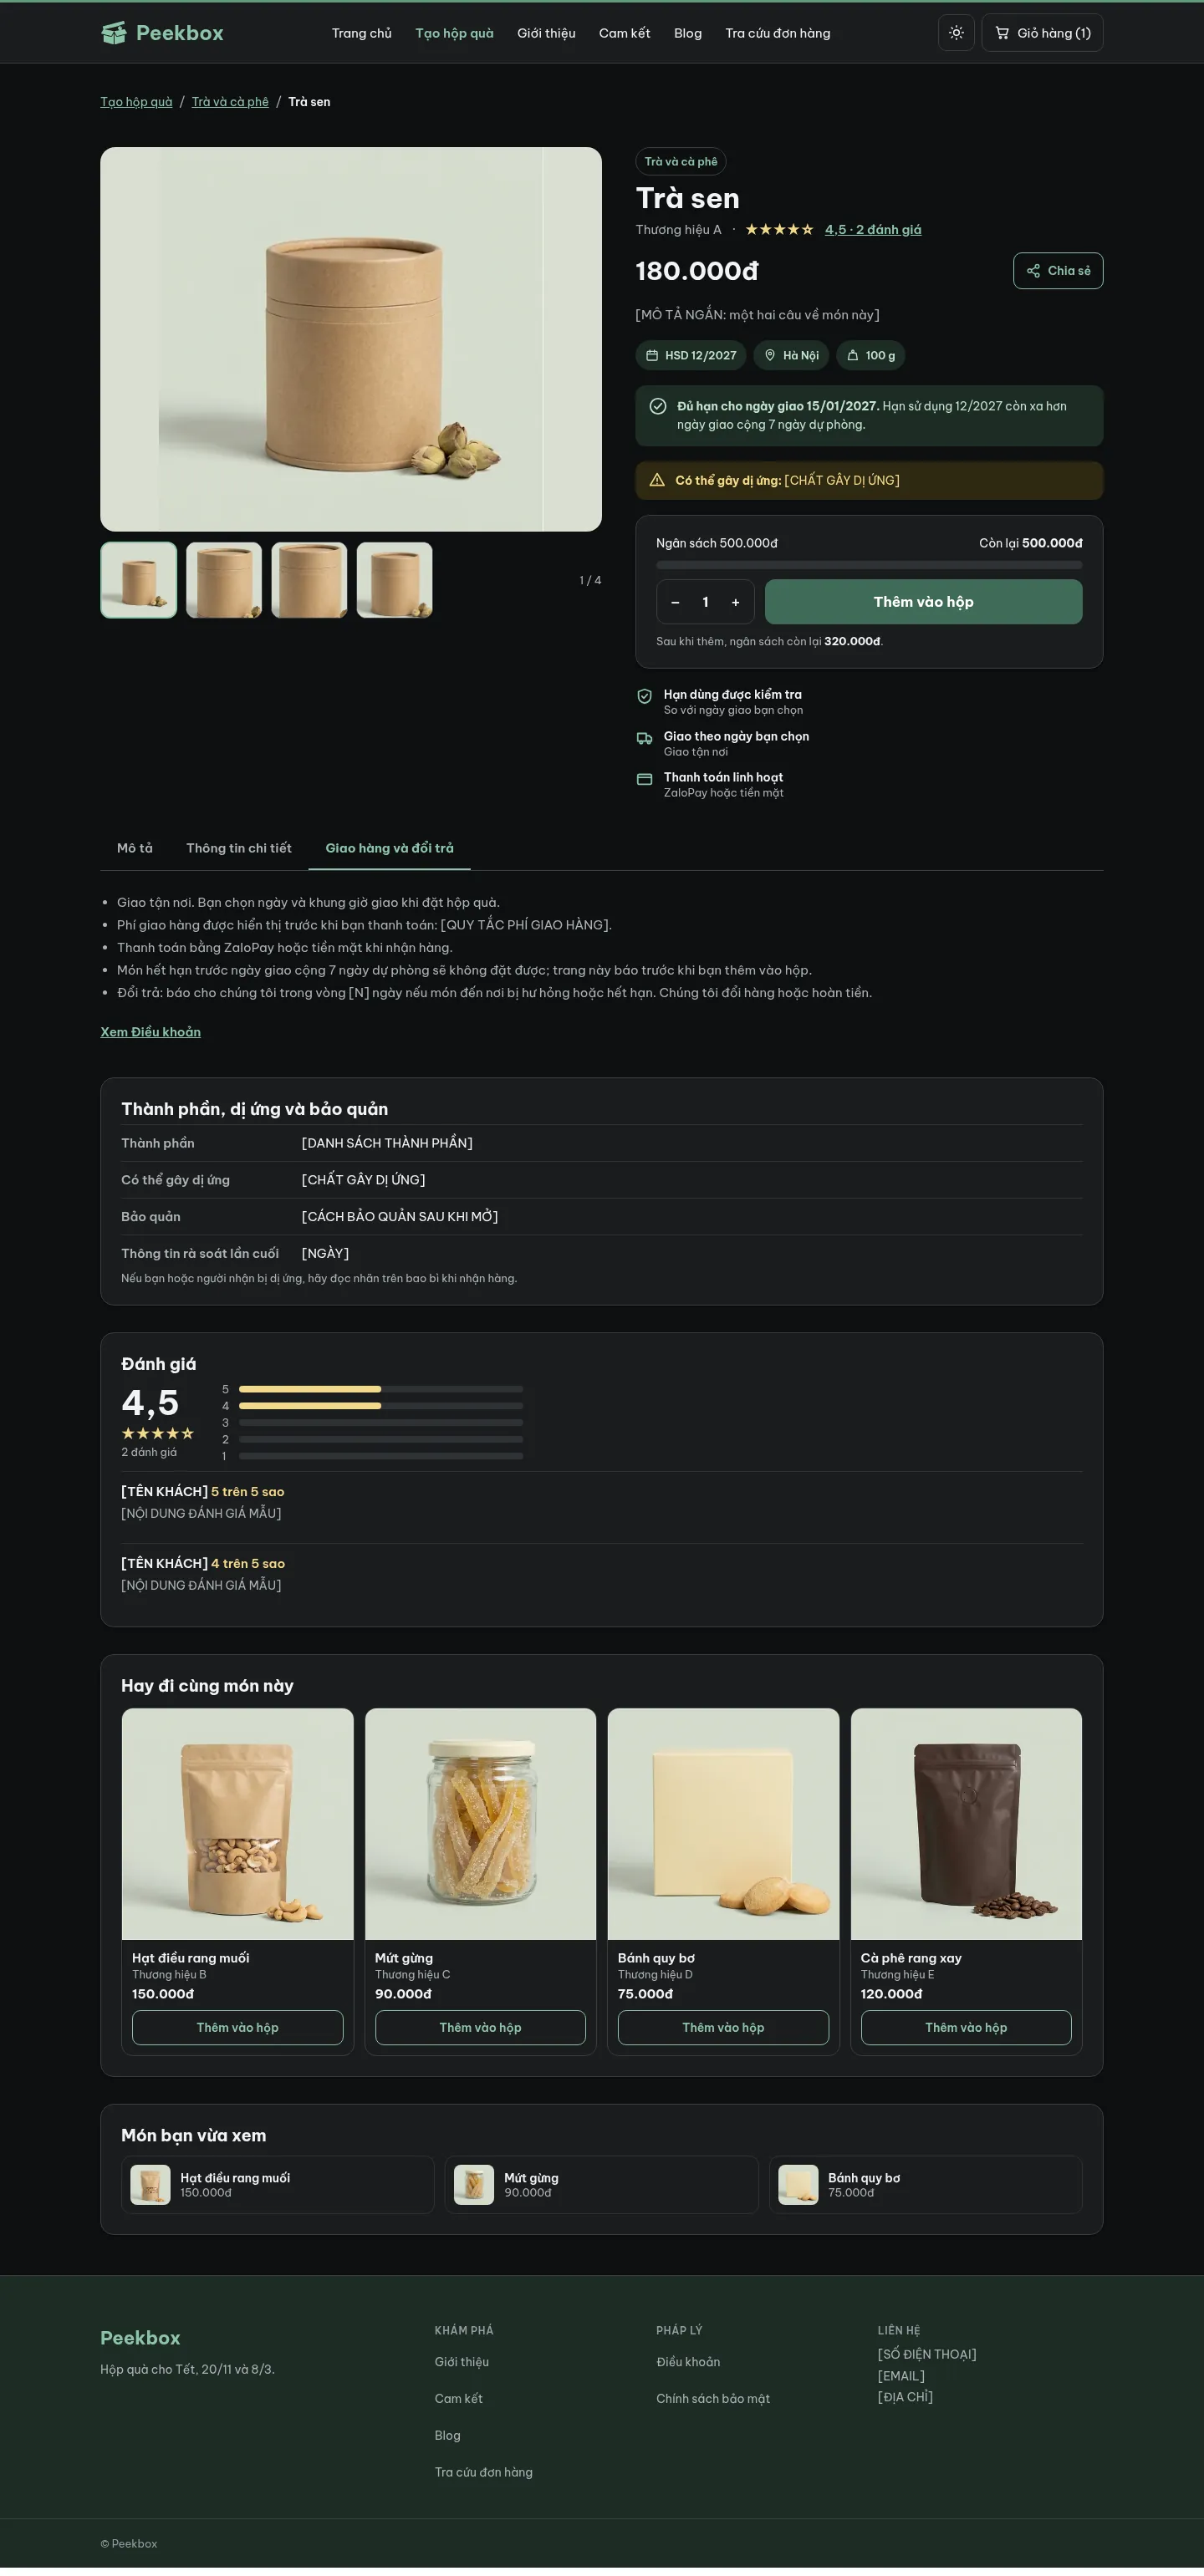 Peekbox
Trang chủ
Tạo hộp quà
Giới thiệu
Cam kết
Blog
Tra cứu đơn hàng
Giỏ hàng (1)
Tạo hộp quà / Trà và cà phê / Trà sen
Trà và cà phê
Trà sen
Thương hiệu A · ★★★★☆ 4,5 · 2 đánh giá
180.000đ
Chia sẻ
[MÔ TẢ NGẮN: một hai câu về món này]
HSD 12/2027
Hà Nội
100 g
Đủ hạn cho ngày giao 15/01/2027. Hạn sử dụng 12/2027 còn xa hơn
ngày giao cộng 7 ngày dự phòng.
Có thể gây dị ứng: [CHẤT GÂY DỊ ỨNG]
Ngân sách 500.000đ
Còn lại 500.000đ
− 1 +
Thêm vào hộp
Sau khi thêm, ngân sách còn lại 320.000đ.
1 / 4
Hạn dùng được kiểm tra
So với ngày giao bạn chọn
Giao theo ngày bạn chọn
Giao tận nơi
Thanh toán linh hoạt
ZaloPay hoặc tiền mặt
Mô tả
Thông tin chi tiết
Giao hàng và đổi trả
• Giao tận nơi. Bạn chọn ngày và khung giờ giao khi đặt hộp quà.
• Phí giao hàng được hiển thị trước khi bạn thanh toán: [QUY TẮC PHÍ GIAO HÀNG].
• Thanh toán bằng ZaloPay hoặc tiền mặt khi nhận hàng.
• Món hết hạn trước ngày giao cộng 7 ngày dự phòng sẽ không đặt được; trang này báo trước khi bạn thêm vào hộp.
• Đổi trả: báo cho chúng tôi trong vòng [N] ngày nếu món đến nơi bị hư hỏng hoặc hết hạn. Chúng tôi đổi hàng hoặc hoàn tiền.
Xem Điều khoản
Thành phần, dị ứng và bảo quản
Thành phần [DANH SÁCH THÀNH PHẦN]
Có thể gây dị ứng [CHẤT GÂY DỊ ỨNG]
Bảo quản [CÁCH BẢO QUẢN SAU KHI MỞ]
Thông tin rà soát lần cuối [NGÀY]
Nếu bạn hoặc người nhận bị dị ứng, hãy đọc nhãn trên bao bì khi nhận hàng.
Đánh giá
4,5
★★★★☆
2 đánh giá
5
4
3
2
1
[TÊN KHÁCH] 5 trên 5 sao
[NỘI DUNG ĐÁNH GIÁ MẪU]
[TÊN KHÁCH] 4 trên 5 sao
[NỘI DUNG ĐÁNH GIÁ MẪU]
Hay đi cùng món này
Hạt điều rang muối
Thương hiệu B
150.000đ
Thêm vào hộp
Mứt gừng
Thương hiệu C
90.000đ
Thêm vào hộp
Bánh quy bơ
Thương hiệu D
75.000đ
Thêm vào hộp
Cà phê rang xay
Thương hiệu E
120.000đ
Thêm vào hộp
Món bạn vừa xem
Hạt điều rang muối
150.000đ
Mứt gừng
90.000đ
Bánh quy bơ
75.000đ
Peekbox
Hộp quà cho Tết, 20/11 và 8/3.
KHÁM PHÁ
Giới thiệu
Cam kết
Blog
Tra cứu đơn hàng
PHÁP LÝ
Điều khoản
Chính sách bảo mật
LIÊN HỆ
[SỐ ĐIỆN THOẠI]
[EMAIL]
[ĐỊA CHỈ]
© Peekbox